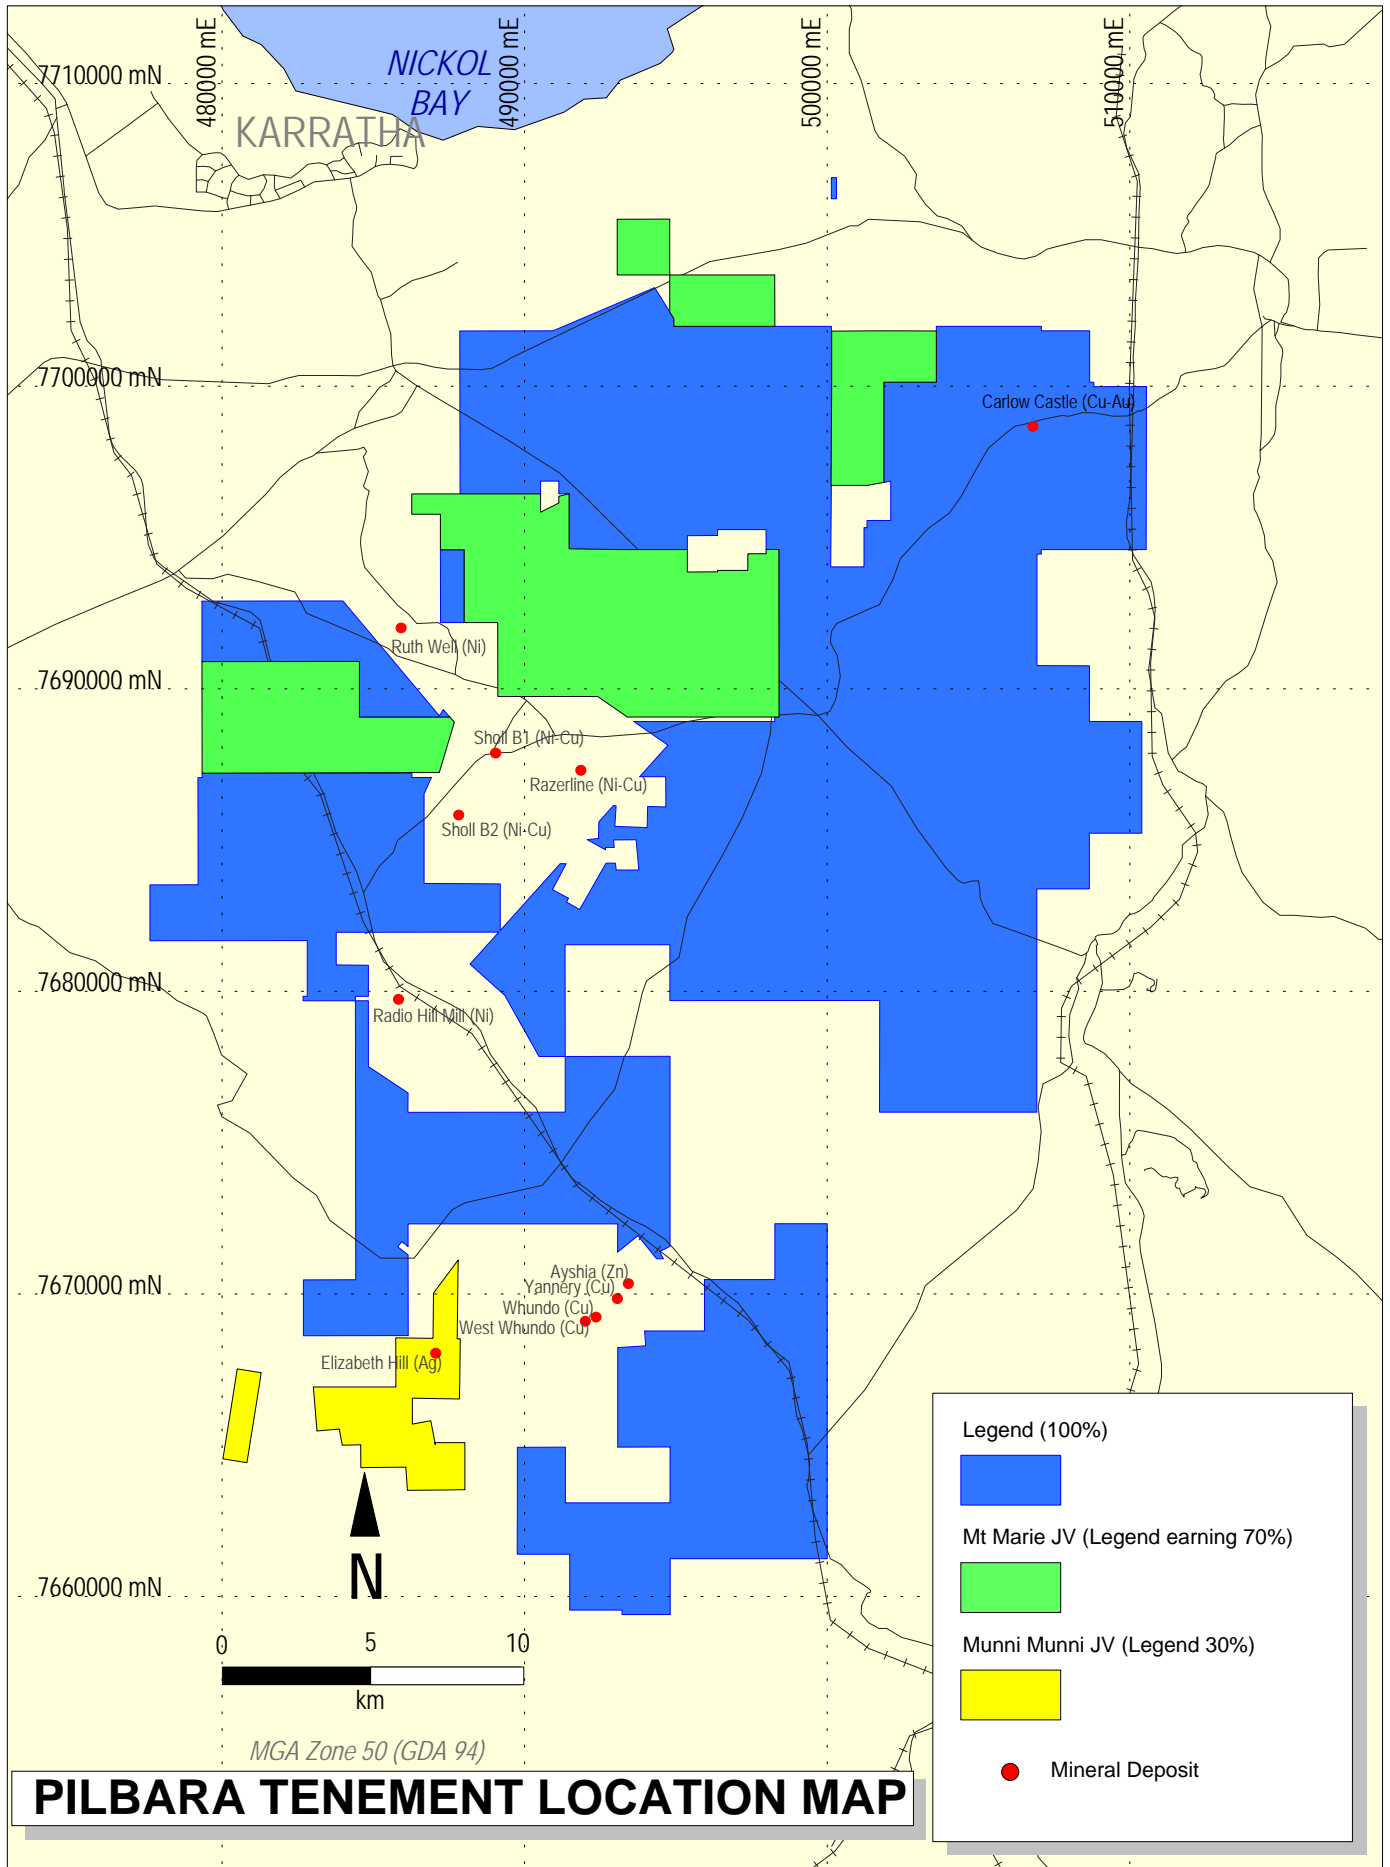 480000 mE
490000 mE
500000 mE
510000 mE
NICKOL
BAY
7710000 mN
KARRATHA
7700000 mN
Carlow Castle (Cu-Au)
Ruth Well (Ni)
7690000 mN
Sholl B1 (Ni-Cu)
Razerline (Ni-Cu)
Sholl B2 (Ni-Cu)
7680000 mN
Radio Hill Mill (Ni)
Ayshia (Zn)
7670000 mN
Yannery (Cu)
Whundo (Cu)
West Whundo (Cu)
Elizabeth Hill (Ag)
Legend (100%)
Mt Marie JV (Legend earning 70%)
Munni Munni JV (Legend 30%)
Mineral Deposit
N
7660000 mN
0 5 10
km
MGA Zone 50 (GDA 94)
PILBARA TENEMENT LOCATION MAP